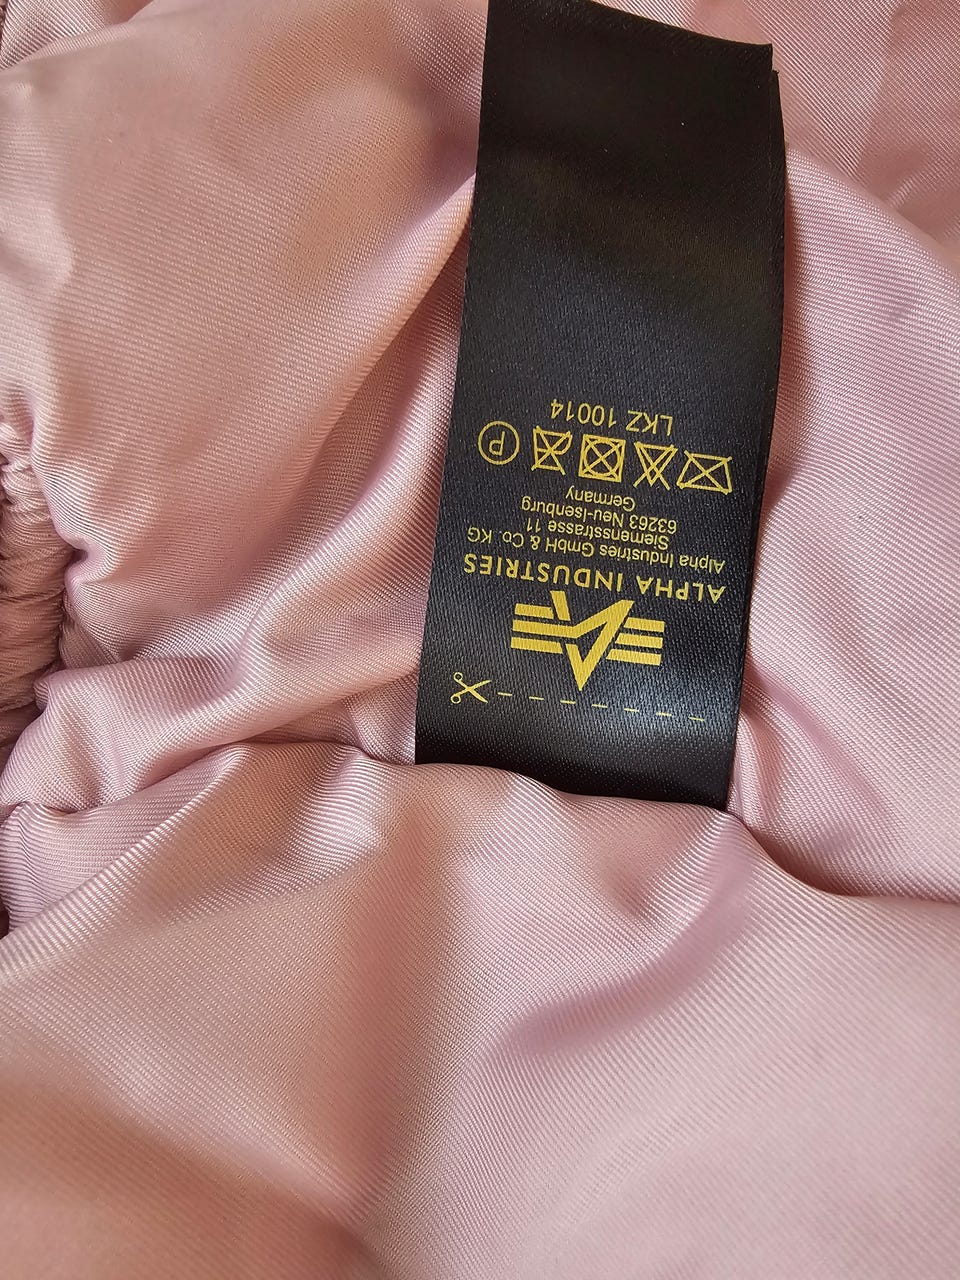 ALPHA INDUSTRIES
Alpha Industries GmbH & Co. KG
Siemensstrasse 11
63263 Neu-Isenburg
Germany
P
LKZ 10014